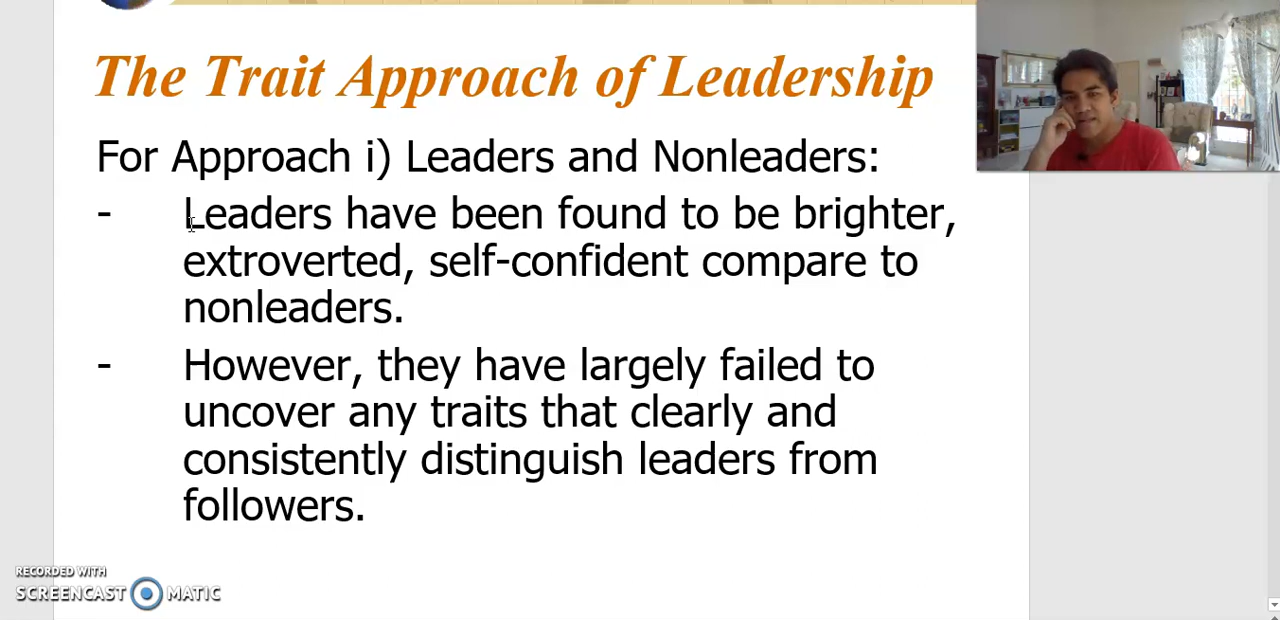 The Trait Approach of Leadership
For Approach i) Leaders and Nonleaders:
- Leaders have been found to be brighter,
extroverted, self-confident compare to
nonleaders.
- However, they have largely failed to
uncover any traits that clearly and
consistently distinguish leaders from
followers.
RECORDED WITH
SCREENCAST MATIC